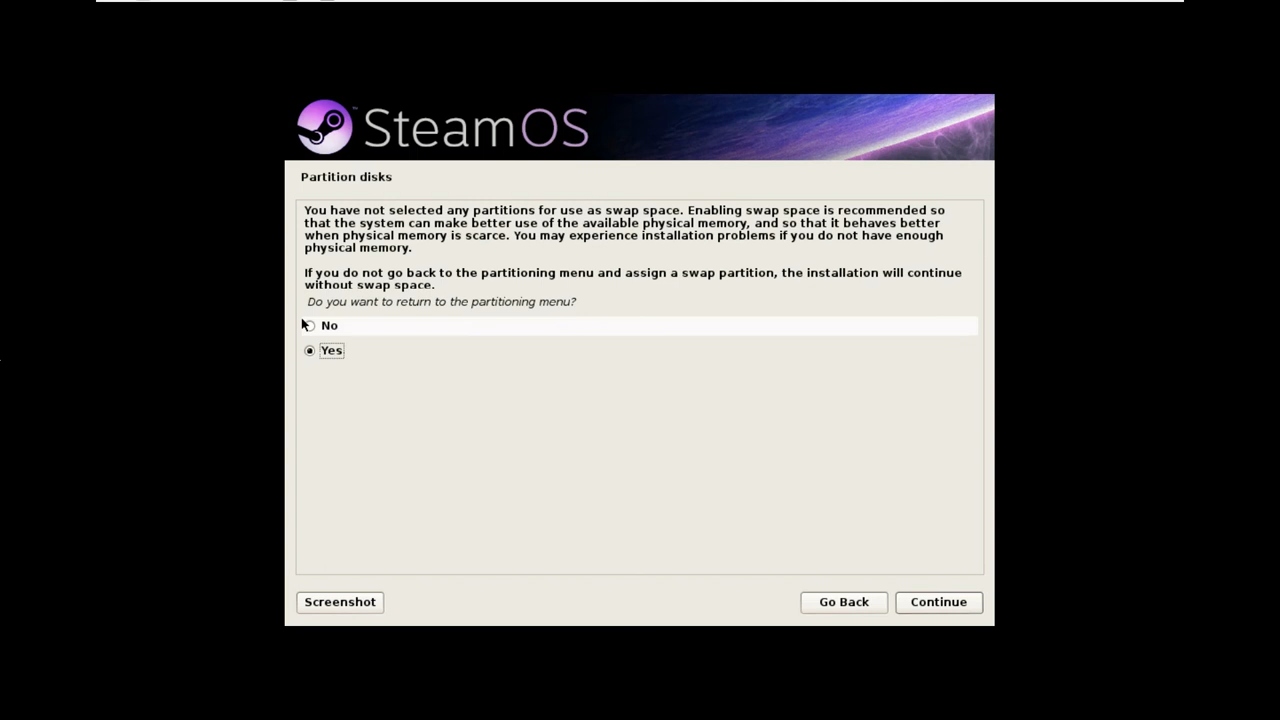 SteamOS
Partition disks
You have not selected any partitions for use as swap space. Enabling swap space is recommended so
that the system can make better use of the available physical memory, and so that it behaves better
when physical memory is scarce. You may experience installation problems if you do not have enough
physical memory.
If you do not go back to the partitioning menu and assign a swap partition, the installation will continue
without swap space.
Do you want to return to the partitioning menu?
No
Yes
Screenshot
Go Back
Continue